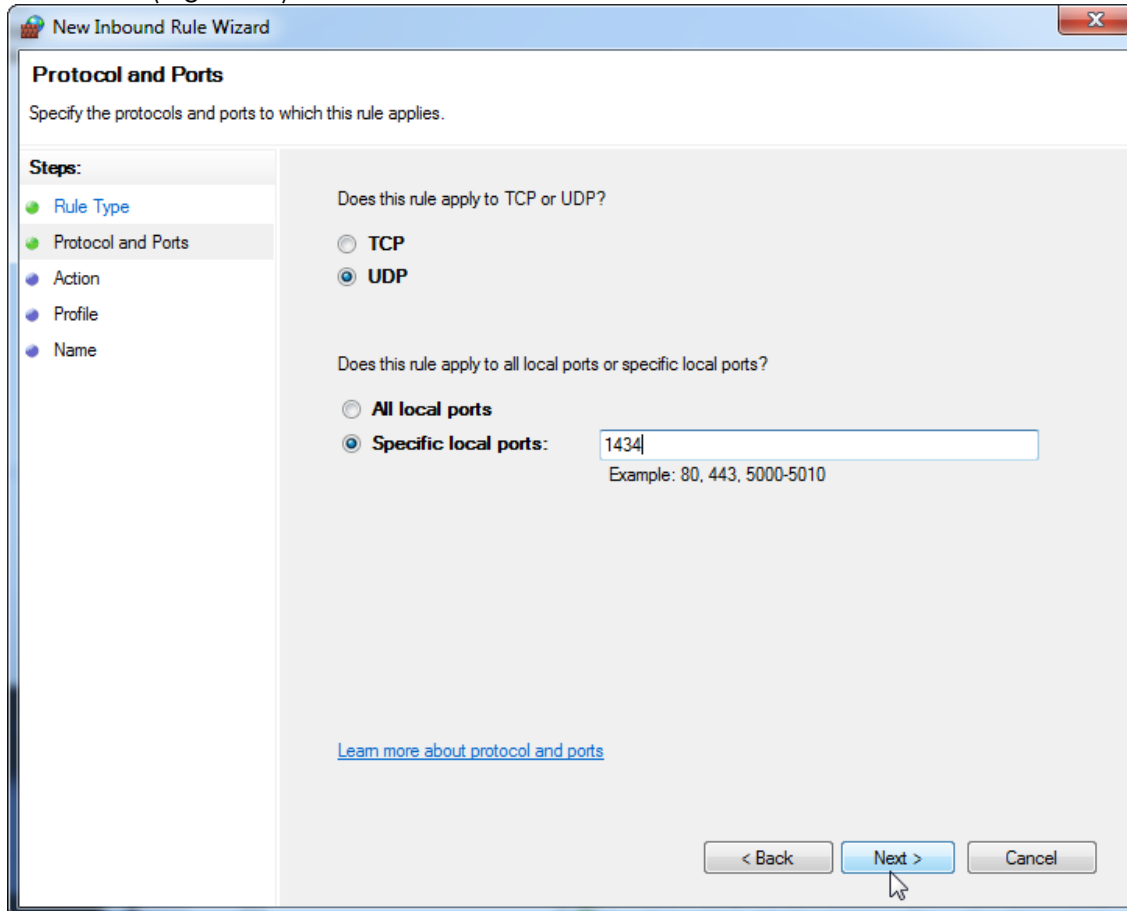 New Inbound Rule Wizard
Protocol and Ports
Specify the protocols and ports to which this rule applies.
Steps:
Rule Type
Protocol and Ports
Action
Profile
Name
Does this rule apply to TCP or UDP?
TCP
UDP
Does this rule apply to all local ports or specific local ports?
All local ports
Specific local ports: 1434
Example: 80, 443, 5000-5010
Learn more about protocol and ports
< Back Next > Cancel